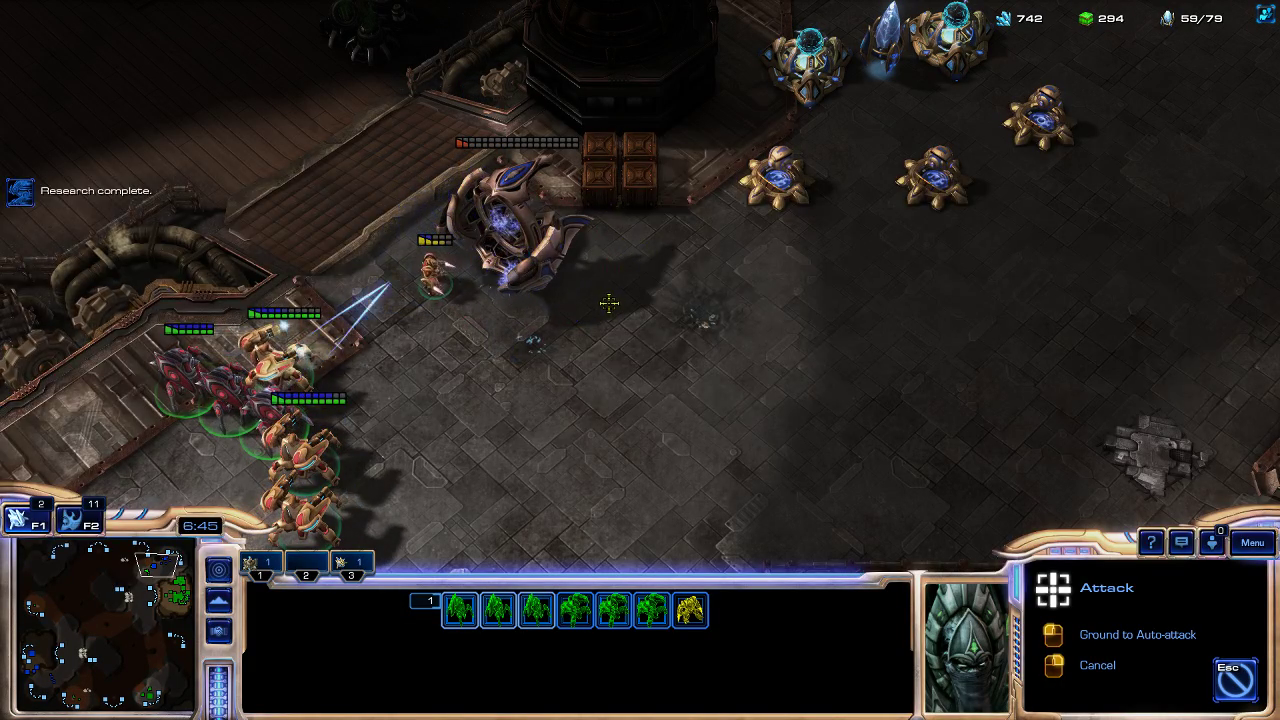 742 294 59/79
Research complete.
2 11
F1 F2
6:45
0
? Menu
1 1
1 2 3
1
Attack
Ground to Auto-attack
Cancel
Esc